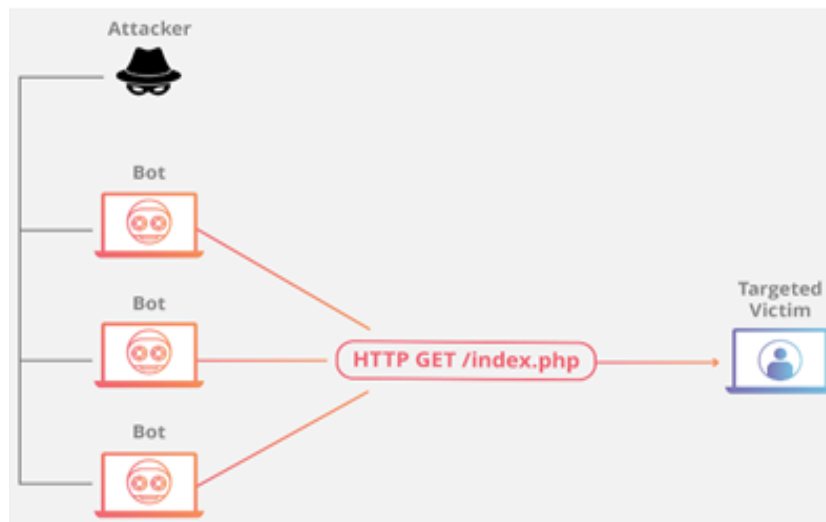 Attacker
Bot
Bot
HTTP GET /index.php
Targeted
Victim
Bot